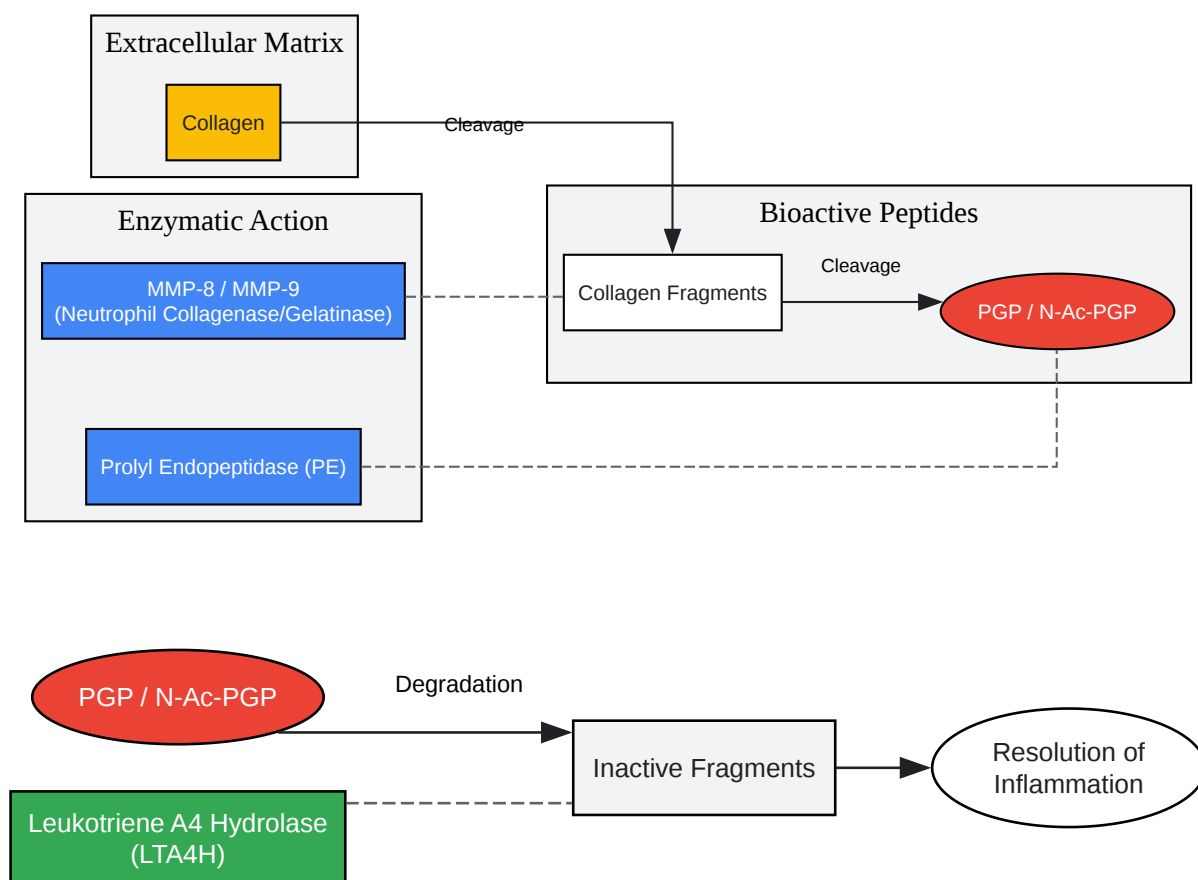 Extracellular Matrix
Collagen
Cleavage
Enzymatic Action
MMP-8 / MMP-9
(Neutrophil Collagenase/Gelatinase)
Prolyl Endopeptidase (PE)
Bioactive Peptides
Collagen Fragments
Cleavage
PGP / N-Ac-PGP
PGP / N-Ac-PGP
Degradation
Leukotriene A4 Hydrolase
(LTA4H)
Inactive Fragments
Resolution of
Inflammation